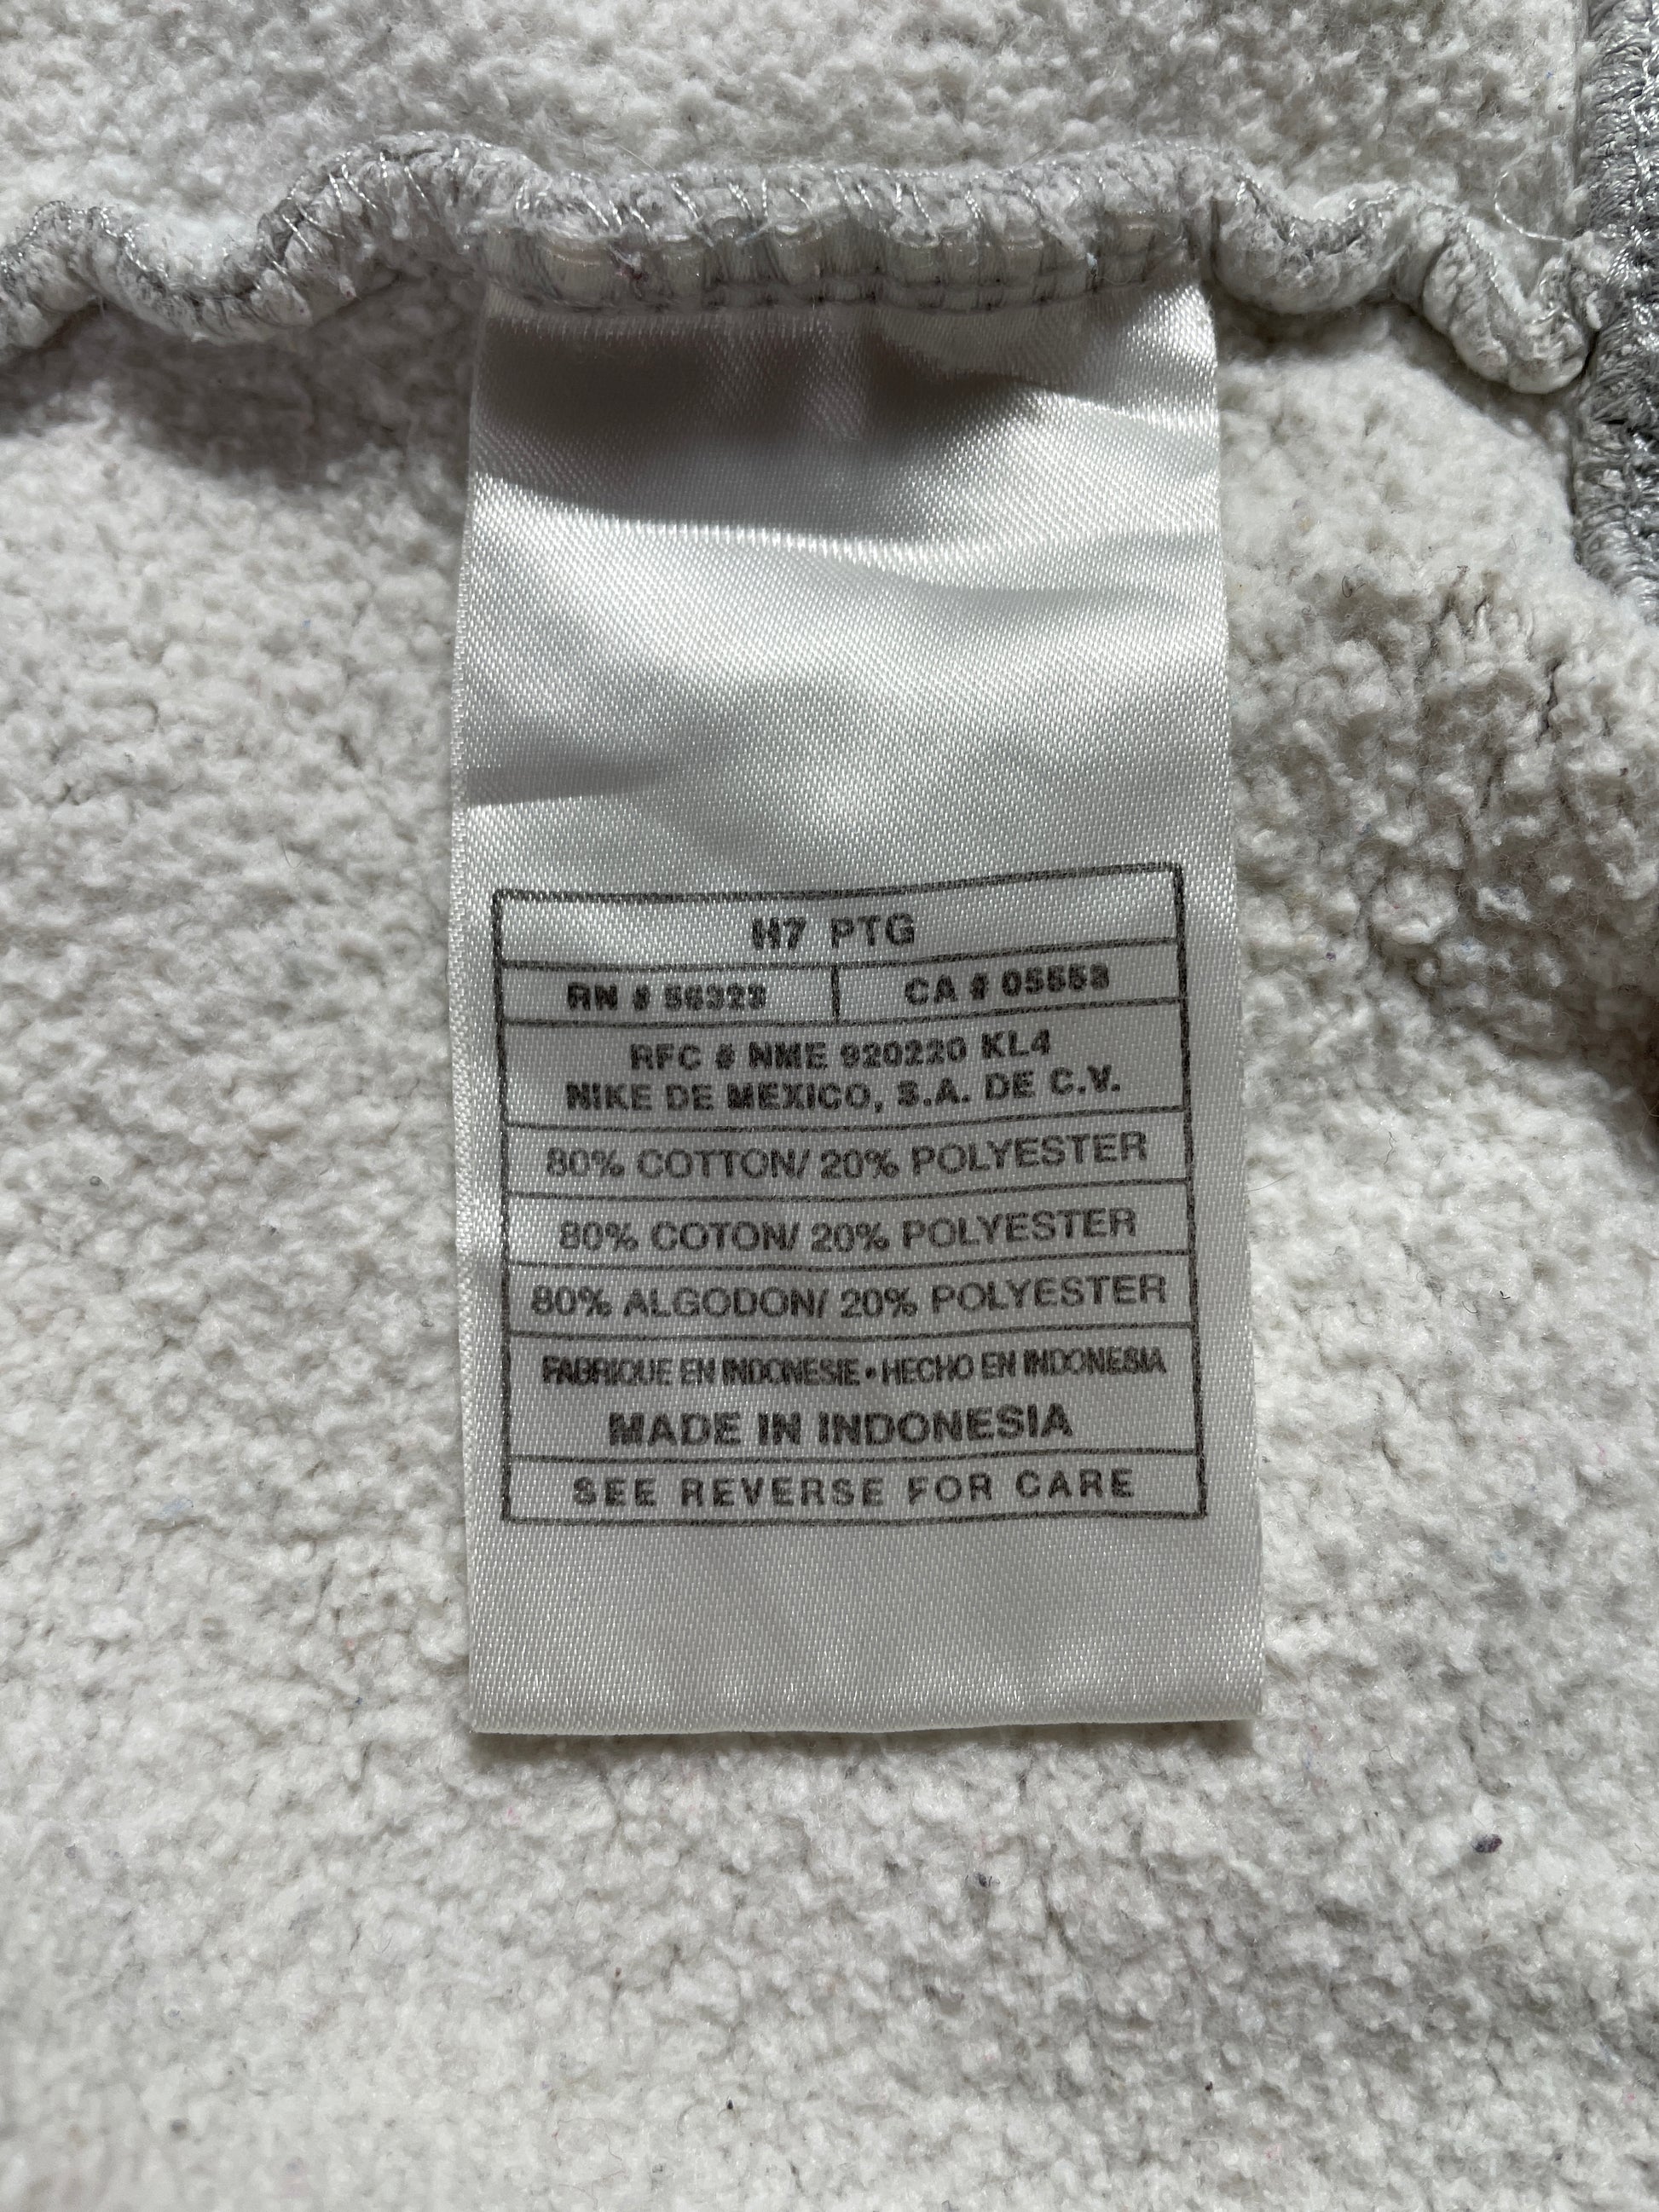 H7 PTG
RN # 56323 CA # 05553
RFC # NME 920220 KL4
NIKE DE MEXICO, S.A. DE C.V.
80% COTTON/ 20% POLYESTER
80% COTON/ 20% POLYESTER
80% ALGODON/ 20% POLYESTER
FABRIQUE EN INDONESIE • HECHO EN INDONESIA
MADE IN INDONESIA
SEE REVERSE FOR CARE